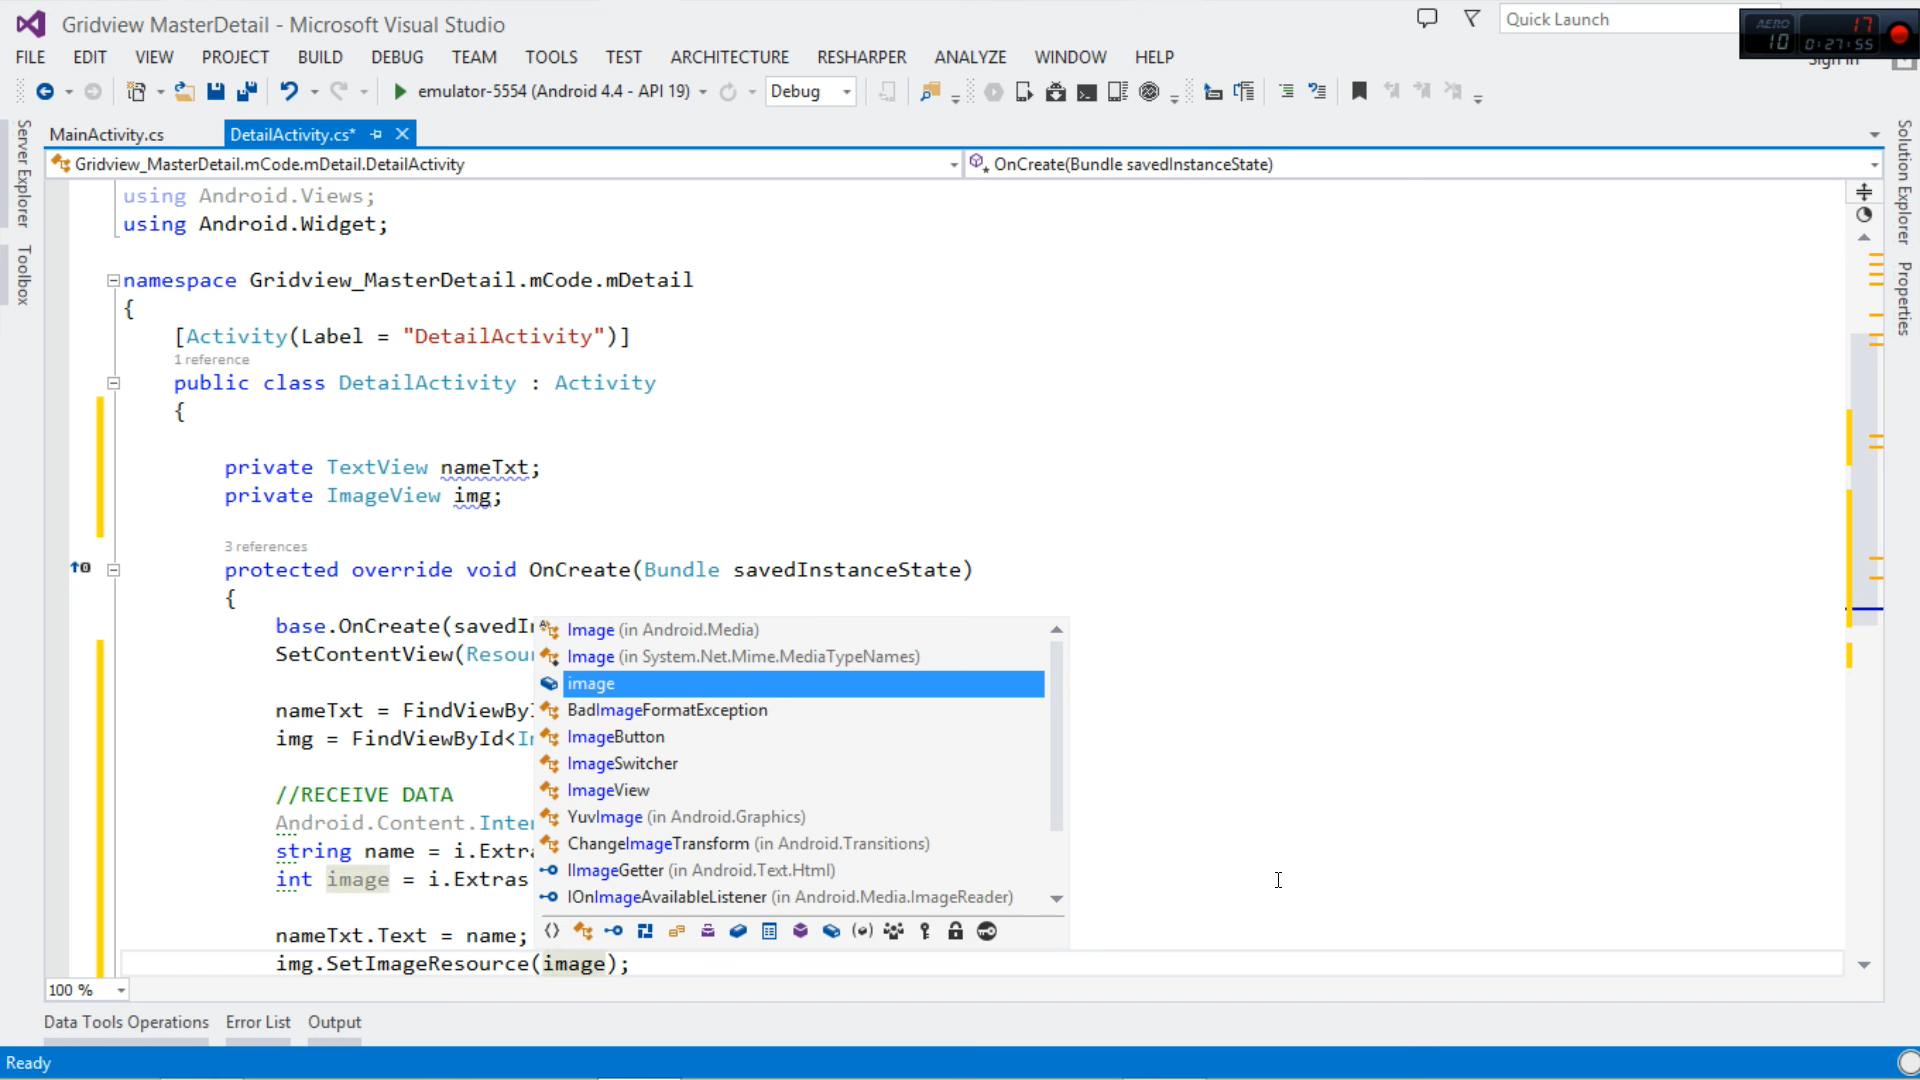 Gridview MasterDetail - Microsoft Visual Studio
Quick Launch
AERO
10
17
0:27:55
FILE EDIT VIEW PROJECT BUILD DEBUG TEAM TOOLS TEST ARCHITECTURE RESHARPER ANALYZE WINDOW HELP
emulator-5554 (Android 4.4 - API 19)
Debug
Server Explorer
Toolbox
Solution Explorer
Properties
MainActivity.cs
DetailActivity.cs*
Gridview_MasterDetail.mCode.mDetail.DetailActivity
OnCreate(Bundle savedInstanceState)
using Android.Views;
using Android.Widget;
namespace Gridview_MasterDetail.mCode.mDetail
{
[Activity(Label = "DetailActivity")]
1 reference
public class DetailActivity : Activity
{
private TextView nameTxt;
private ImageView img;
3 references
protected override void OnCreate(Bundle savedInstanceState)
{
base.OnCreate(savedIn
SetContentView(Resou
nameTxt = FindViewBy
img = FindViewById<I
//RECEIVE DATA
Android.Content.Inte
string name = i.Extr
int image = i.Extras
nameTxt.Text = name;
img.SetImageResource(image);
Image (in Android.Media)
Image (in System.Net.Mime.MediaTypeNames)
image
BadImageFormatException
ImageButton
ImageSwitcher
ImageView
YuvImage (in Android.Graphics)
ChangeImageTransform (in Android.Transitions)
IImageGetter (in Android.Text.Html)
IOnImageAvailableListener (in Android.Media.ImageReader)
100 %
Data Tools Operations Error List Output
Ready